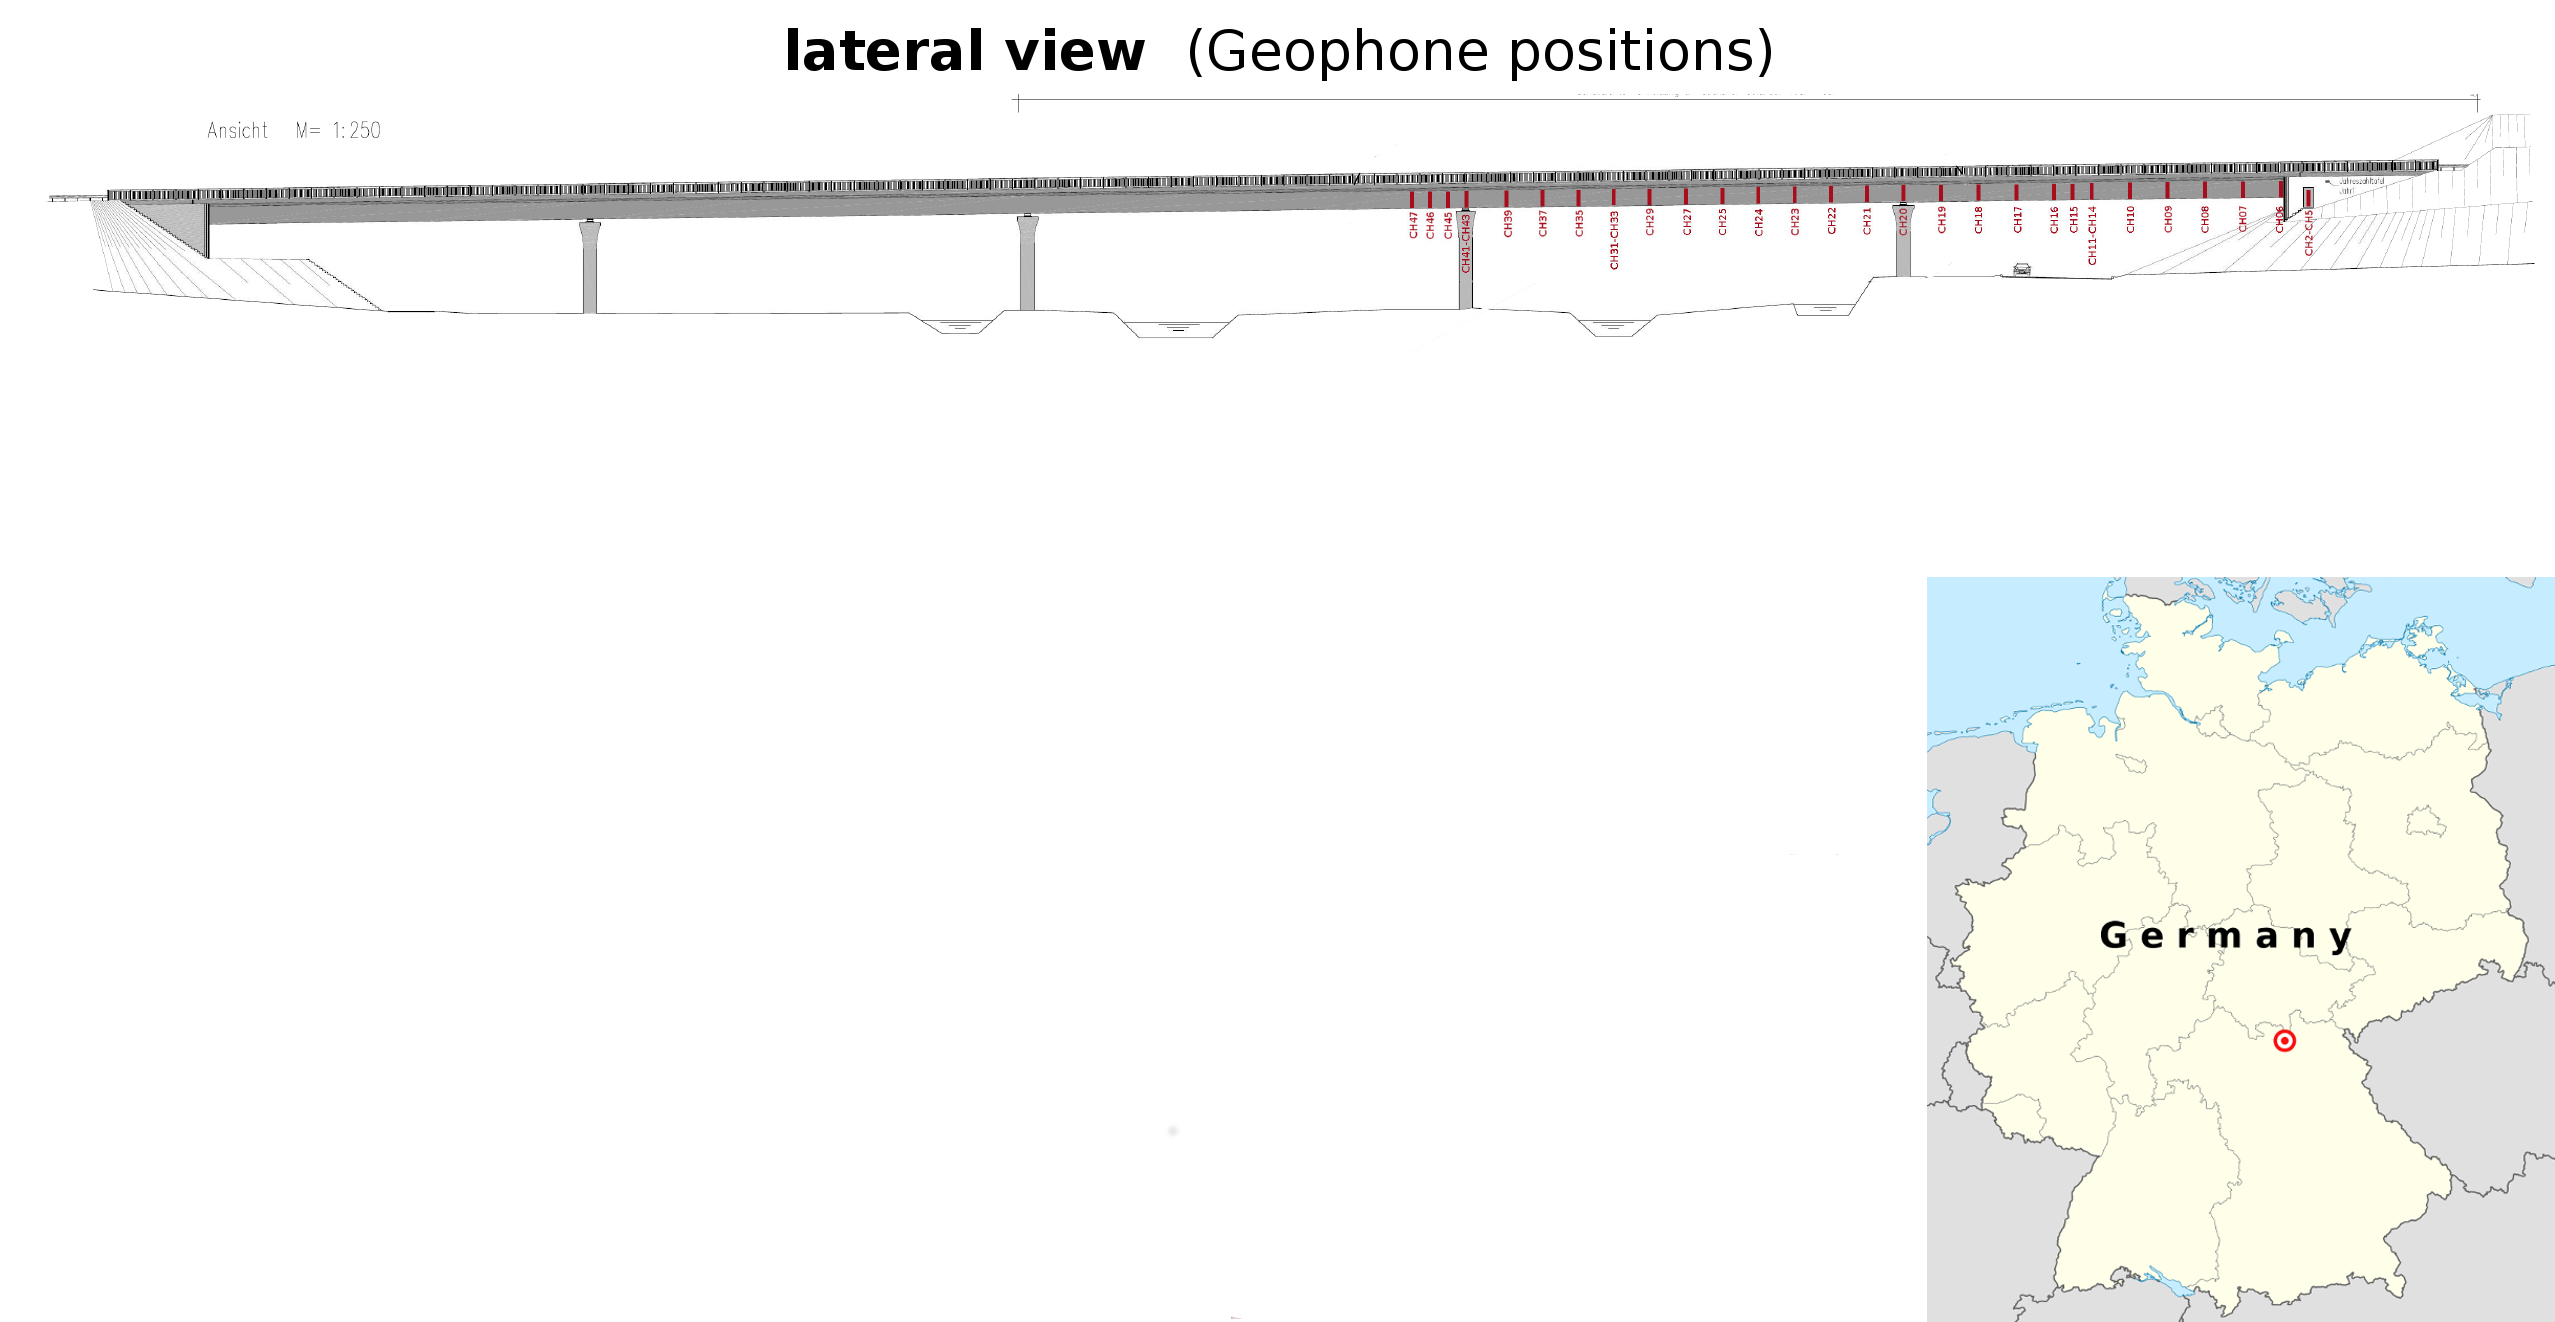 lateral view (Geophone positions)
Ansicht M= 1:250
Jahreszahltafel
CH47
CH46
CH45
CH41-CH43
CH39
CH37
CH35
CH31-CH33
CH29
CH27
CH25
CH24
CH23
CH22
CH21
CH20
CH19
CH18
CH17
CH16
CH15
CH11-CH14
CH10
CH09
CH08
CH07
CH06
CH2-CH5
Germany